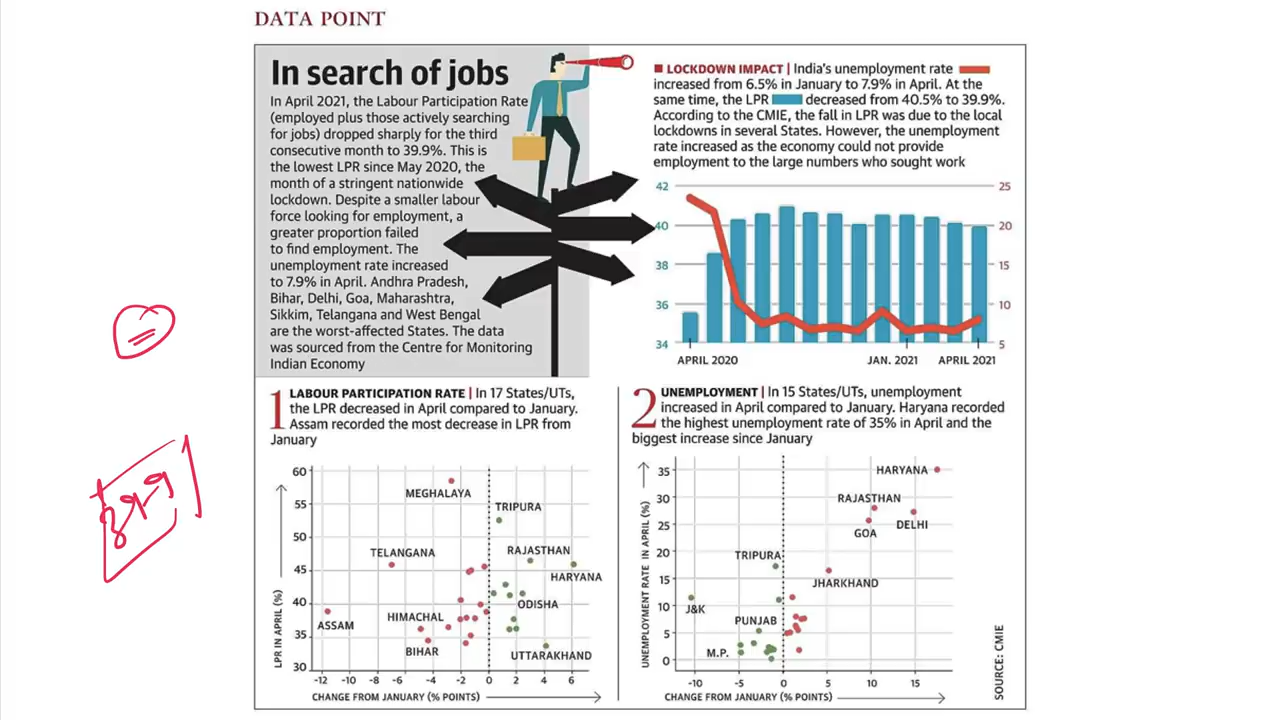 DATA POINT
In search of jobs
In April 2021, the Labour Participation Rate
(employed plus those actively searching
for jobs) dropped sharply for the third
consecutive month to 39.9%. This is
the lowest LPR since May 2020, the
month of a stringent nationwide
lockdown. Despite a smaller labour
force looking for employment, a
greater proportion failed
to find employment. The
unemployment rate increased
to 7.9% in April. Andhra Pradesh,
Bihar, Delhi, Goa, Maharashtra,
Sikkim, Telangana and West Bengal
are the worst-affected States. The data
was sourced from the Centre for Monitoring
Indian Economy
LOCKDOWN IMPACT | India's unemployment rate
increased from 6.5% in January to 7.9% in April. At the
same time, the LPR decreased from 40.5% to 39.9%.
According to the CMIE, the fall in LPR was due to the local
lockdowns in several States. However, the unemployment
rate increased as the economy could not provide
employment to the large numbers who sought work
42 25
40 20
38 15
36 10
34 5
APRIL 2020 JAN. 2021 APRIL 2021
39.9
1 LABOUR PARTICIPATION RATE | In 17 States/UTs,
the LPR decreased in April compared to January.
Assam recorded the most decrease in LPR from
January
LPR IN APRIL (%)
60
55
50
45
40
35
30
MEGHALAYA
TRIPURA
TELANGANA
RAJASTHAN
HARYANA
ODISHA
HIMACHAL
ASSAM
BIHAR
UTTARAKHAND
-12 -10 -8 -6 -4 -2 0 2 4 6
CHANGE FROM JANUARY (% POINTS)
2 UNEMPLOYMENT | In 15 States/UTs, unemployment
increased in April compared to January. Haryana recorded
the highest unemployment rate of 35% in April and the
biggest increase since January
UNEMPLOYMENT RATE IN APRIL (%)
35
30
25
20
15
10
5
0
HARYANA
RAJASTHAN
DELHI
GOA
TRIPURA
JHARKHAND
J&K
PUNJAB
M.P.
-10 -5 0 5 10 15
CHANGE FROM JANUARY (% POINTS)
SOURCE: CMIE